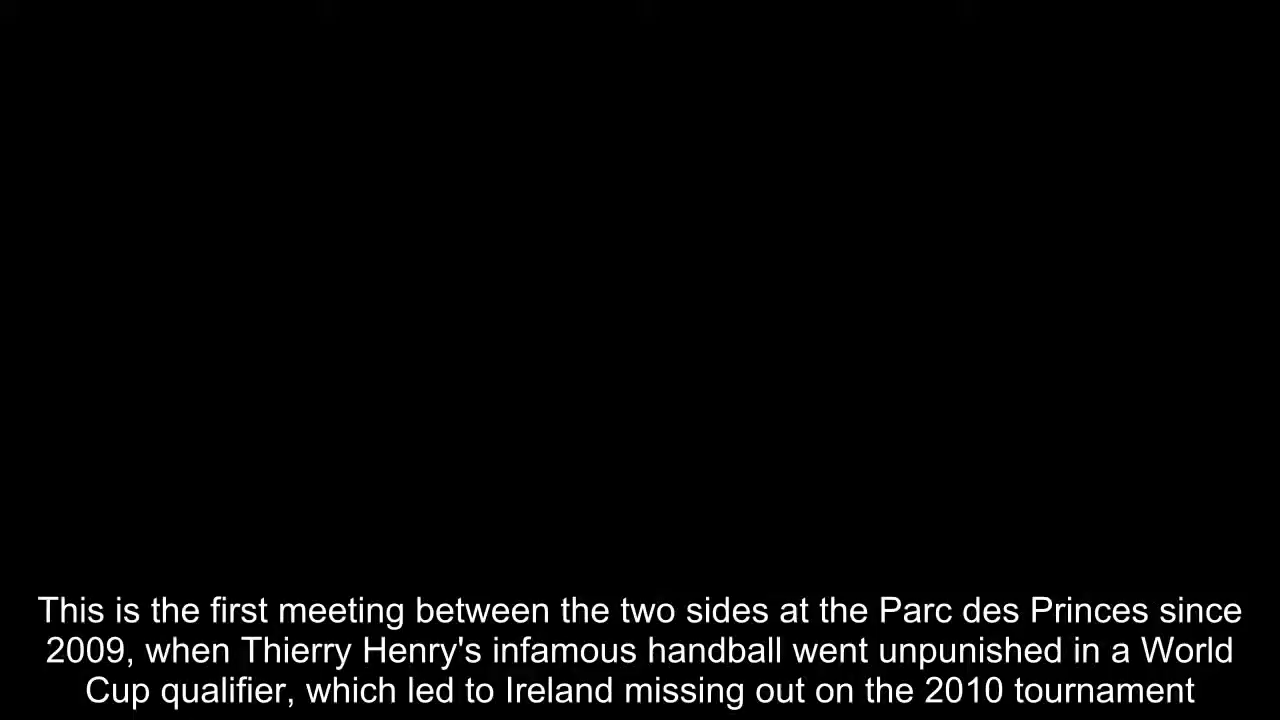 This is the first meeting between the two sides at the Parc des Princes since
2009, when Thierry Henry's infamous handball went unpunished in a World
Cup qualifier, which led to Ireland missing out on the 2010 tournament